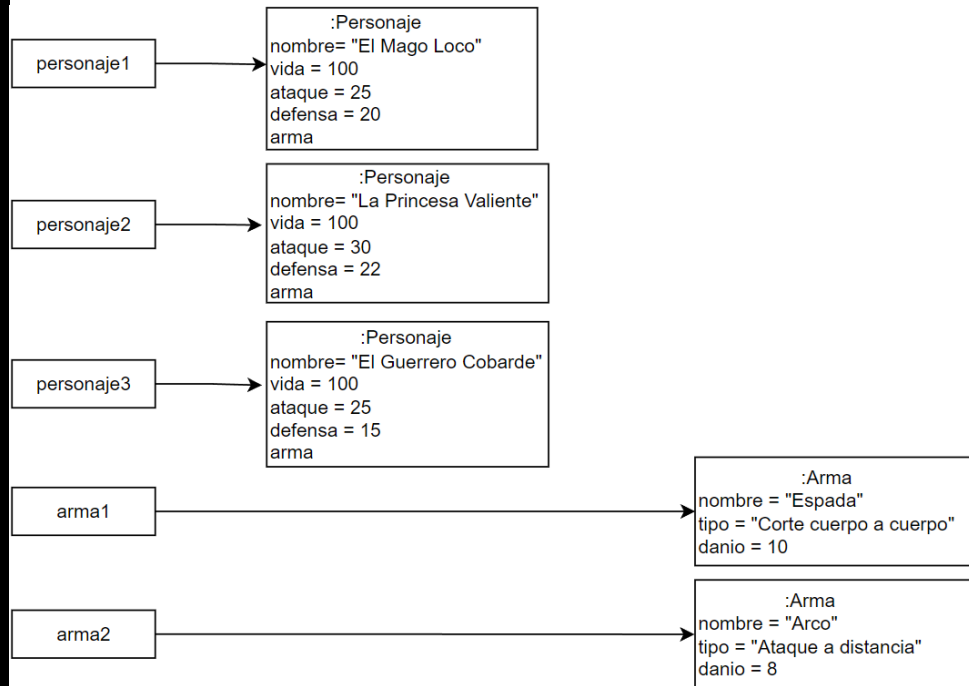 personaje1
:Personaje
nombre= "El Mago Loco"
vida = 100
ataque = 25
defensa = 20
arma
personaje2
:Personaje
nombre= "La Princesa Valiente"
vida = 100
ataque = 30
defensa = 22
arma
personaje3
:Personaje
nombre= "El Guerrero Cobarde"
vida = 100
ataque = 25
defensa = 15
arma
arma1
:Arma
nombre = "Espada"
tipo = "Corte cuerpo a cuerpo"
danio = 10
arma2
:Arma
nombre = "Arco"
tipo = "Ataque a distancia"
danio = 8